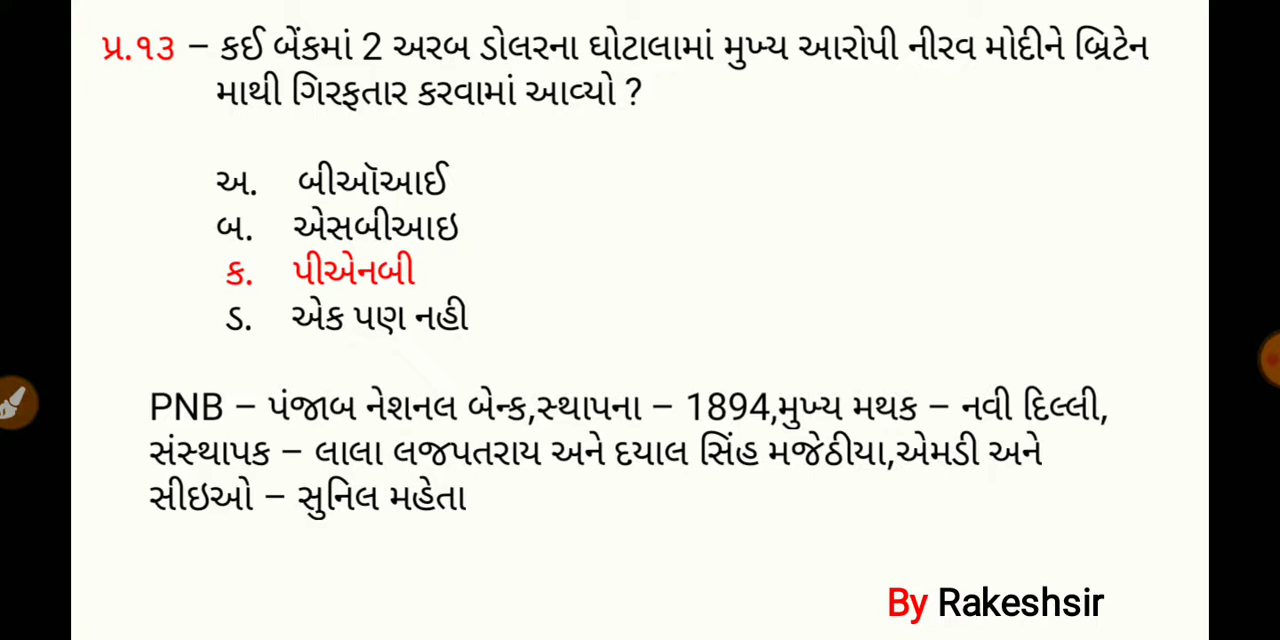 પ્ર.૧૩ – કઈ બેંકમાં 2 અરબ ડોલરના ઘોટાલામાં મુખ્ય આરોપી નીરવ મોદીને બ્રિટેન
માથી ગિરફતાર કરવામાં આવ્યો ?
અ. બીઑઆઈ
બ. એસબીઆઇ
ક. પીએનબી
ડ. એક પણ નહી
PNB – પંજાબ નેશનલ બેન્ક,સ્થાપના – 1894,મુખ્ય મથક – નવી દિલ્લી,
સંસ્થાપક – લાલા લજપતરાય અને દયાલ સિંહ મજેઠીયા,એમડી અને
સીઇઓ – સુનિલ મહેતા
By Rakeshsir